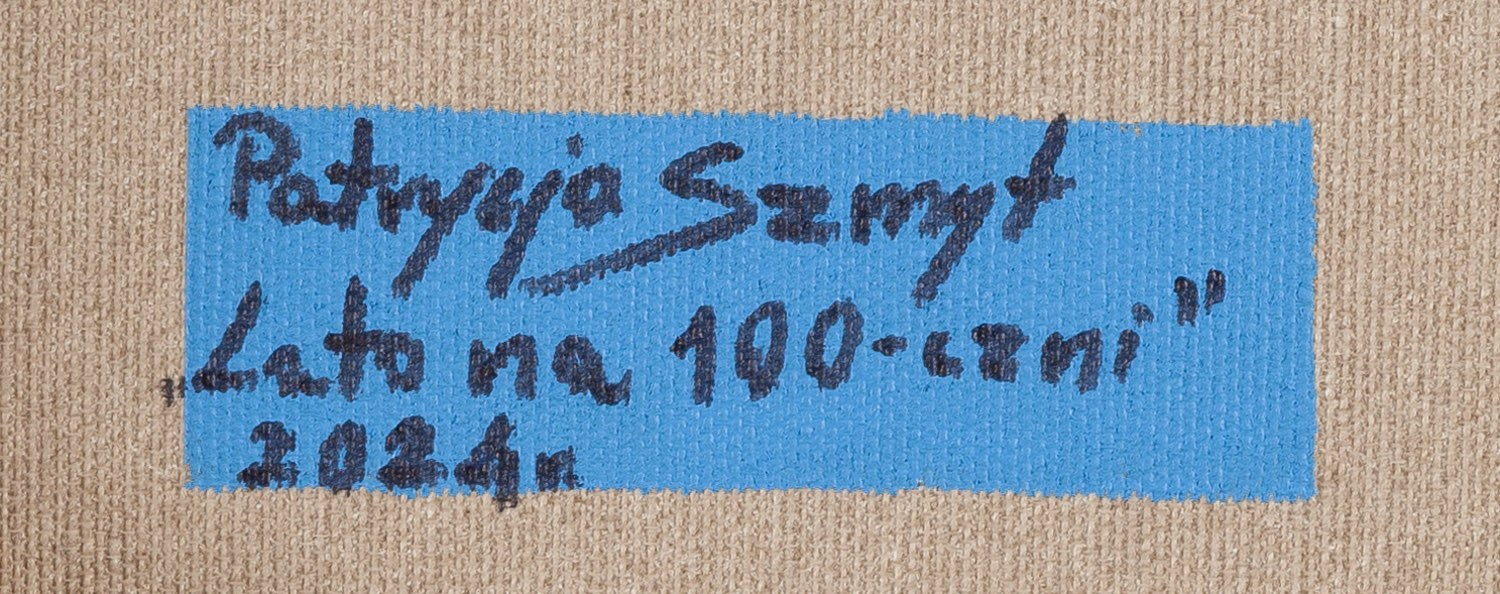 Patrycja Szmyt
"Lato na 100-czni"
2024r